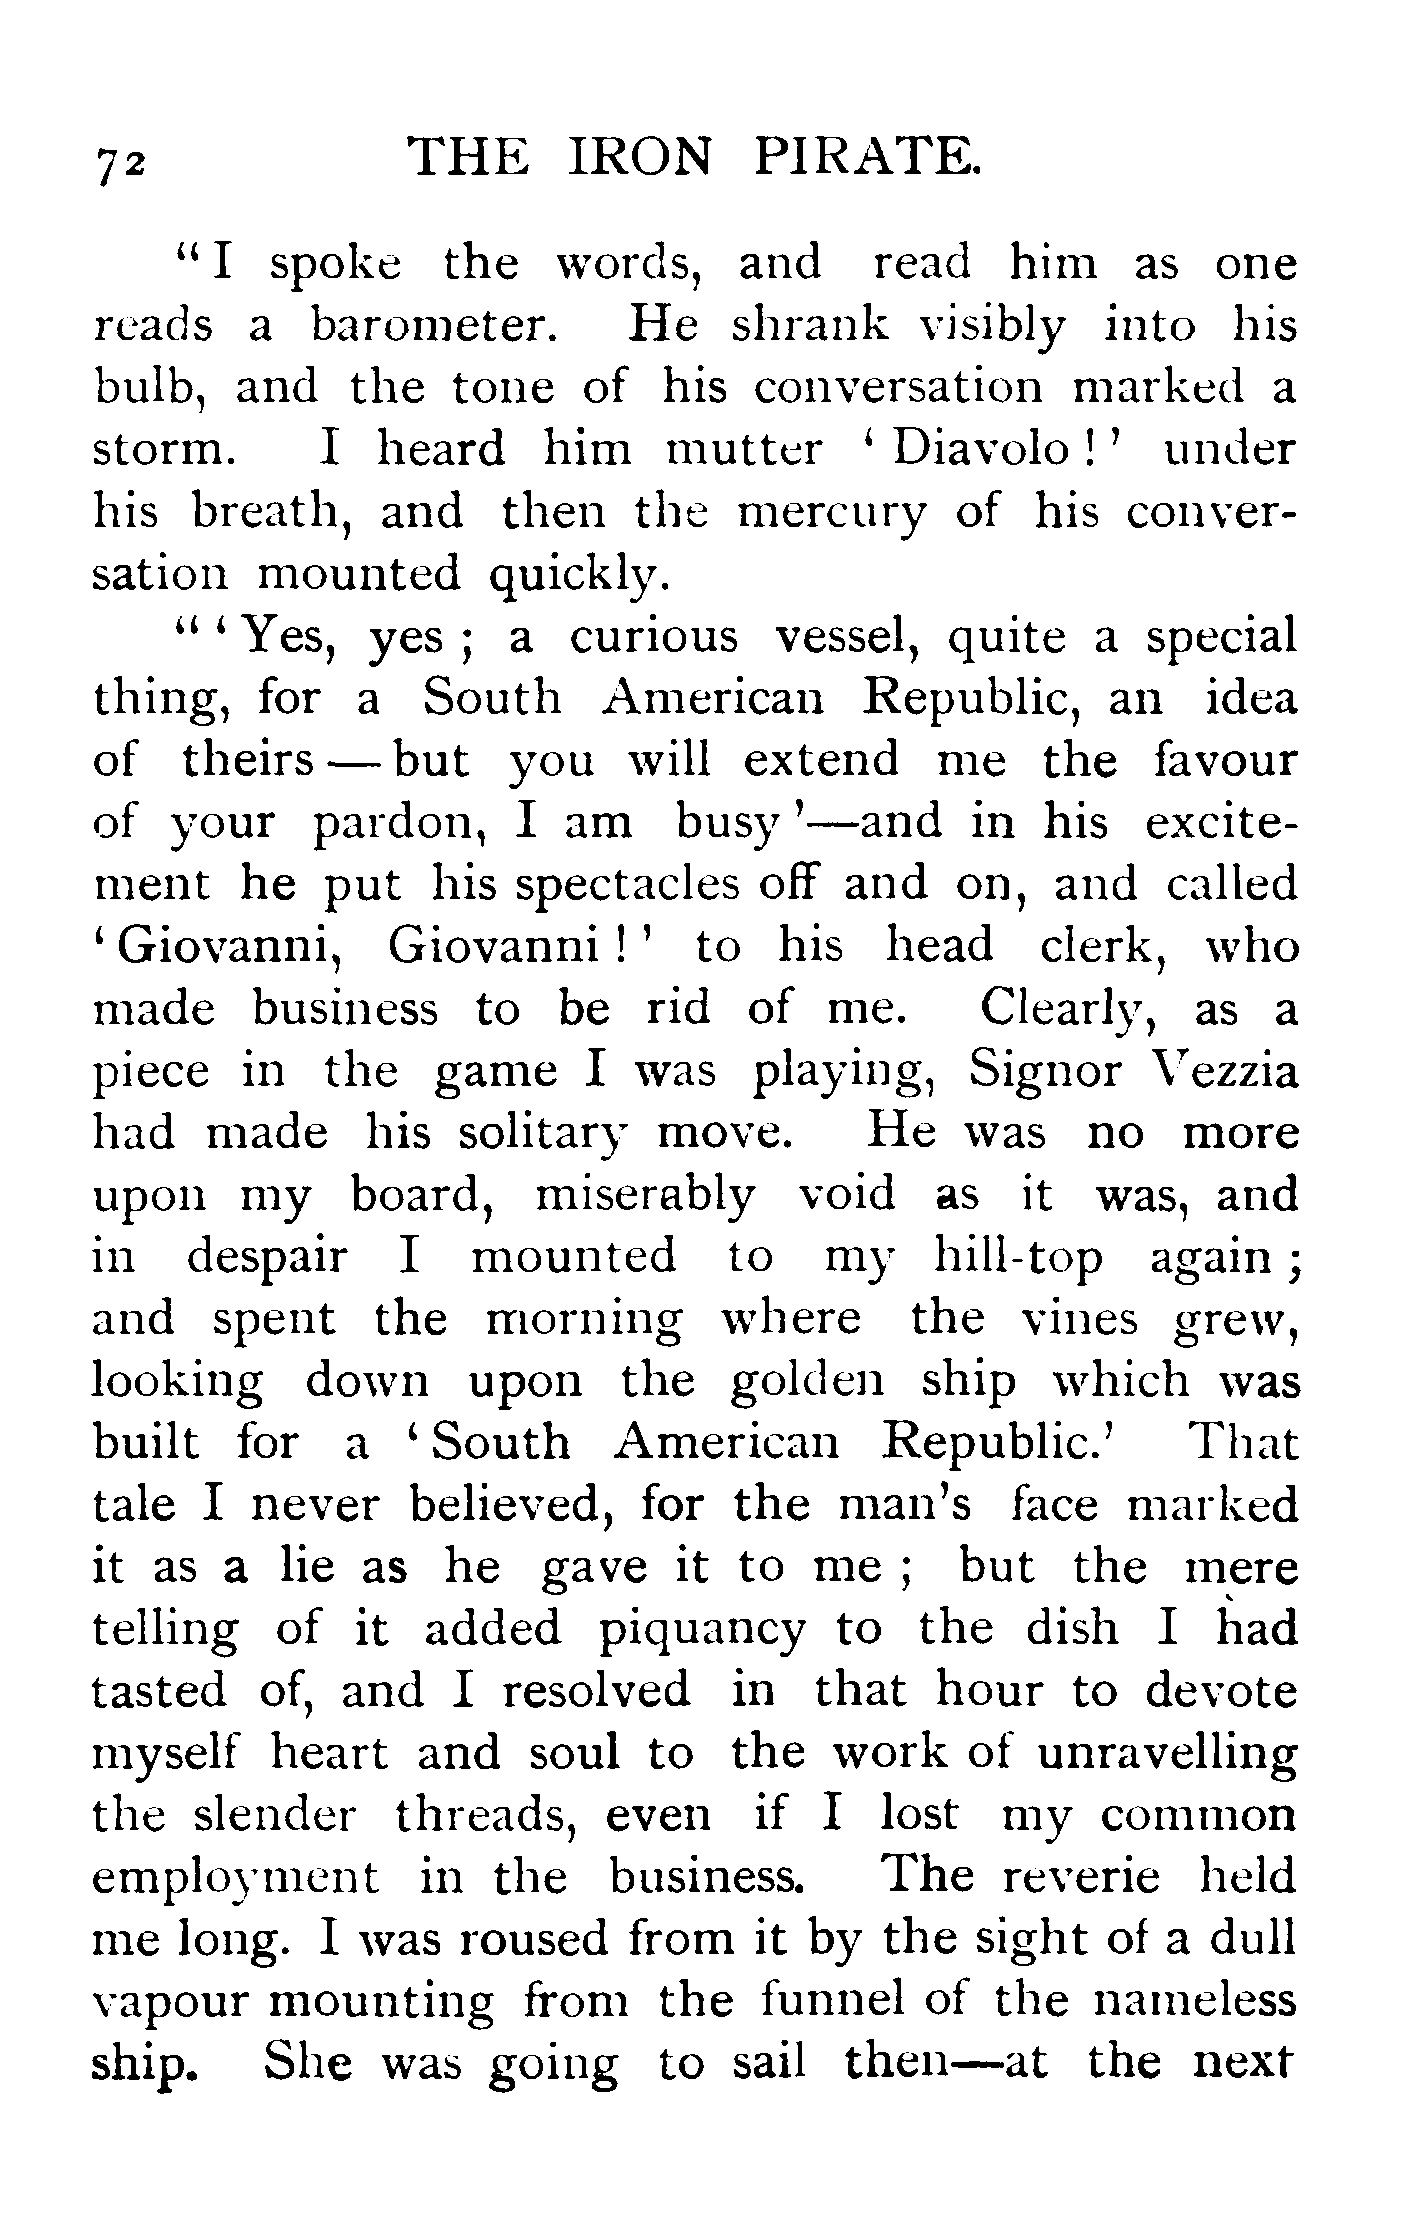 72 THE IRON PIRATE.
“ I spoke the words, and read him as one
reads a barometer. He shrank visibly into his
bulb, and the tone of his conversation marked a
storm. I heard him mutter ‘ Diavolo ! ’ under
his breath, and then the mercury of his conver-
sation mounted quickly.
“ ‘ Yes, yes ; a curious vessel, quite a special
thing, for a South American Republic, an idea
of theirs — but you will extend me the favour
of your pardon, I am busy ’—and in his excite-
ment he put his spectacles off and on, and called
‘ Giovanni, Giovanni ! ’ to his head clerk, who
made business to be rid of me. Clearly, as a
piece in the game I was playing, Signor Vezzia
had made his solitary move. He was no more
upon my board, miserably void as it was, and
in despair I mounted to my hill-top again ;
and spent the morning where the vines grew,
looking down upon the golden ship which was
built for a ‘ South American Republic.’ That
tale I never believed, for the man’s face marked
it as a lie as he gave it to me ; but the mere
telling of it added piquancy to the dish I had
tasted of, and I resolved in that hour to devote
myself heart and soul to the work of unravelling
the slender threads, even if I lost my common
employment in the business. The reverie held
me long. I was roused from it by the sight of a dull
vapour mounting from the funnel of the nameless
ship. She was going to sail then—at the next